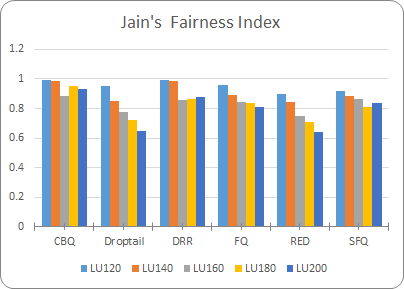 Jain's  Fairness Index
1.2
1
0.8
0.6
0.4
0.2
0
CBQ Droptail DRR FQ RED SFQ
LU120 LU140 LU160 LU180 LU200